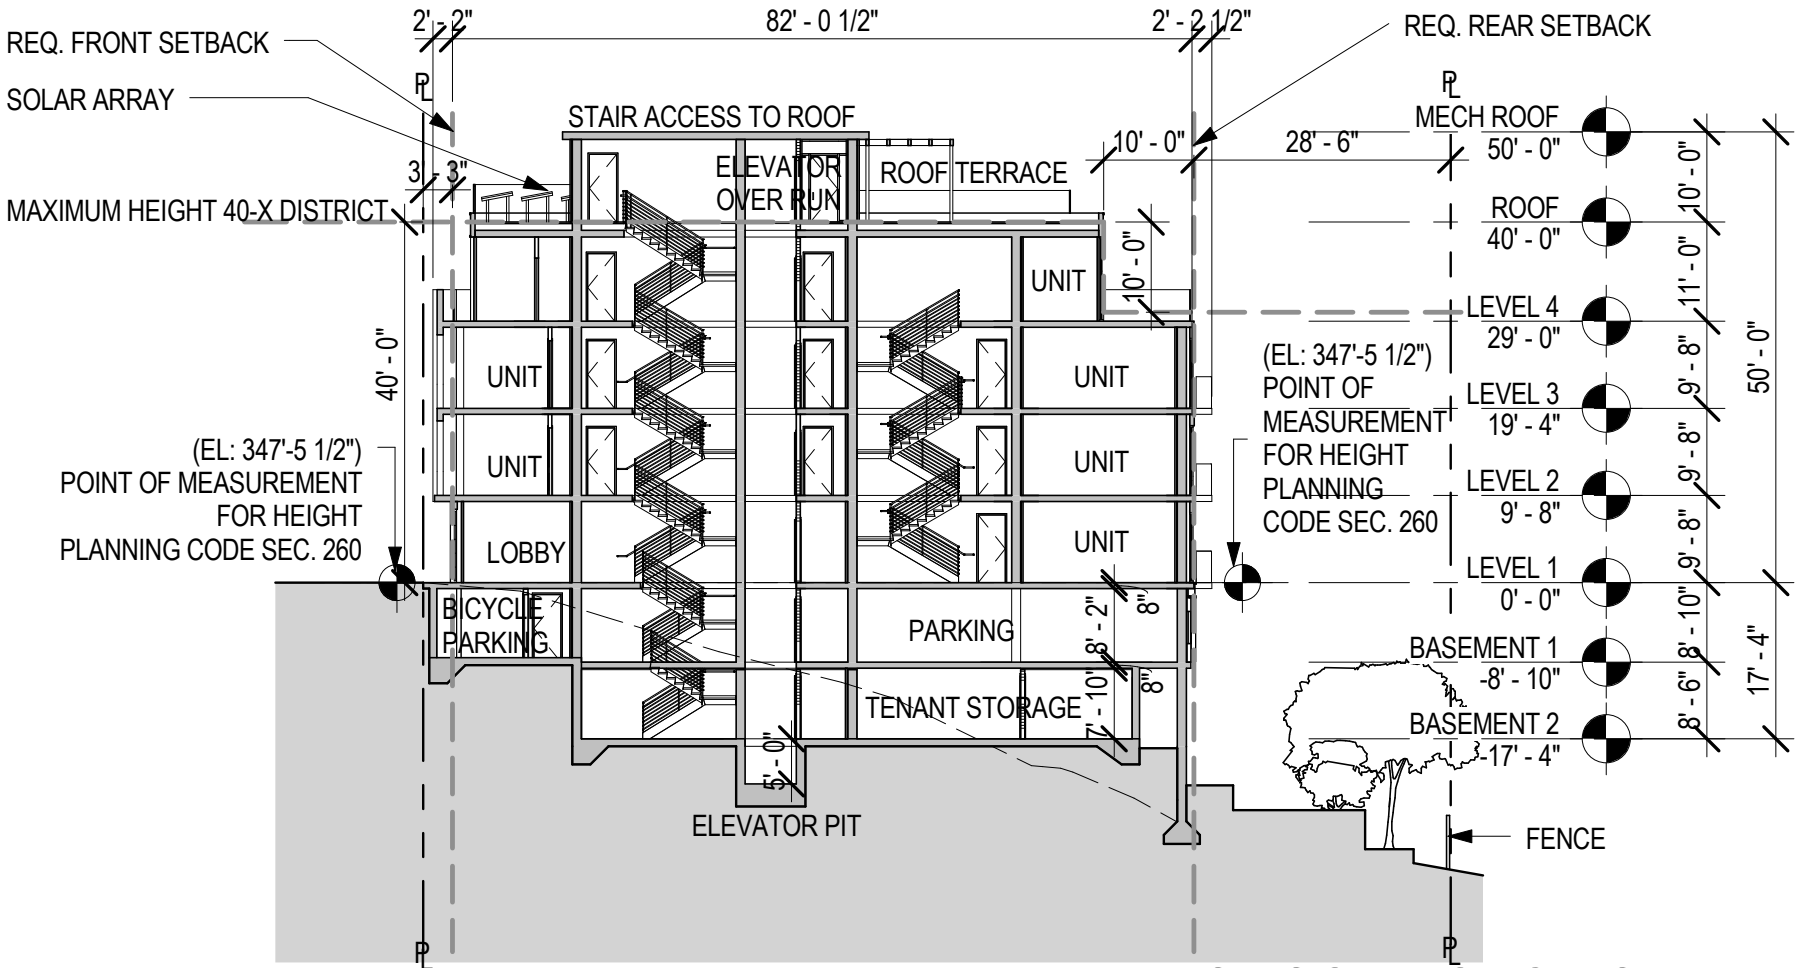 2' - 2"
82' - 0 1/2"
2' - 2 1/2"
REQ. FRONT SETBACK
REQ. REAR SETBACK
SOLAR ARRAY
PL
PL
STAIR ACCESS TO ROOF
MECH ROOF
50' - 0"
10' - 0"
28' - 6"
3' - 3"
ELEVATOR
OVER RUN
ROOF TERRACE
10' - 0"
MAXIMUM HEIGHT 40-X DISTRICT
ROOF
40' - 0"
10' - 0"
UNIT
11' - 0"
LEVEL 4
29' - 0"
40' - 0"
UNIT
UNIT
(EL: 347'-5 1/2")
POINT OF
MEASUREMENT
FOR HEIGHT
PLANNING
CODE SEC. 260
9' - 8"
50' - 0"
LEVEL 3
19' - 4"
(EL: 347'-5 1/2")
POINT OF MEASUREMENT
FOR HEIGHT
PLANNING CODE SEC. 260
UNIT
UNIT
9' - 8"
LEVEL 2
9' - 8"
LOBBY
UNIT
9' - 8"
LEVEL 1
0' - 0"
BICYCLE
PARKING
PARKING
8' - 2"
8"
8' - 10"
17' - 4"
BASEMENT 1
-8' - 10"
TENANT STORAGE
7' - 10"
8"
8' - 6"
BASEMENT 2
-17' - 4"
5' - 0"
ELEVATOR PIT
FENCE
PL
PL